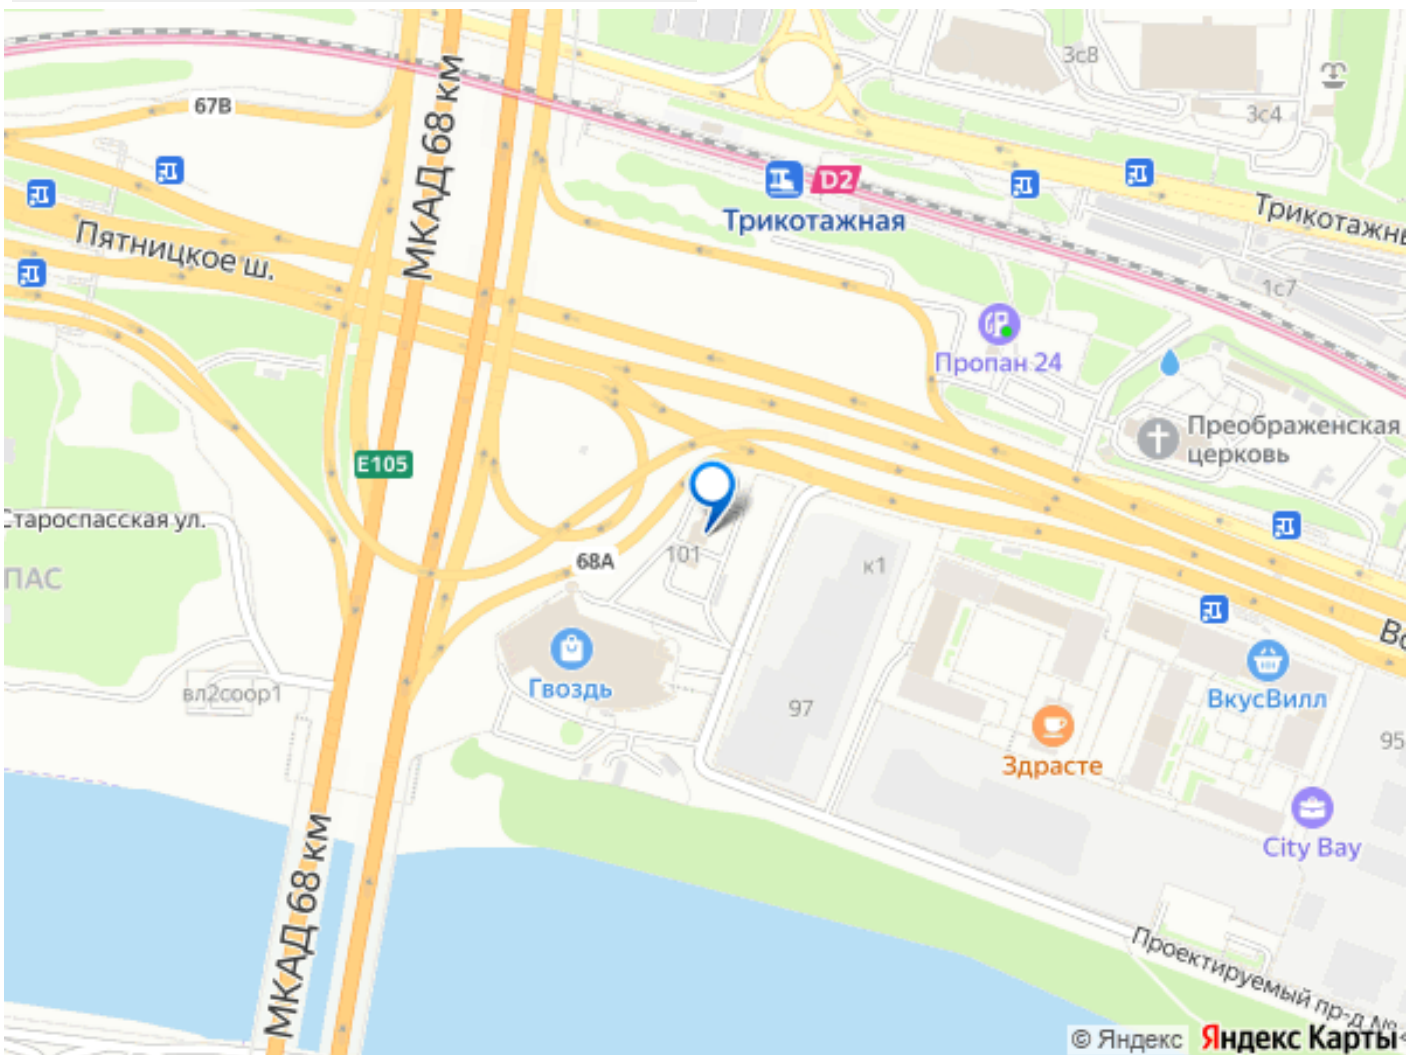 3с8
67В
3с4
МКАД 68 км
D2
Трикотажная
Трикотажны
Пятницкое ш.
1с7
Пропан 24
Преображенская
церковь
E105
Староспасская ул.
101
68А
к1
ПАС
Гвоздь
вл2соор1
97
Здрасте
ВкусВилл
Во
95
City Bay
МКАД 68 км
Проектируемый пр-д №
© Яндекс Яндекс Карты